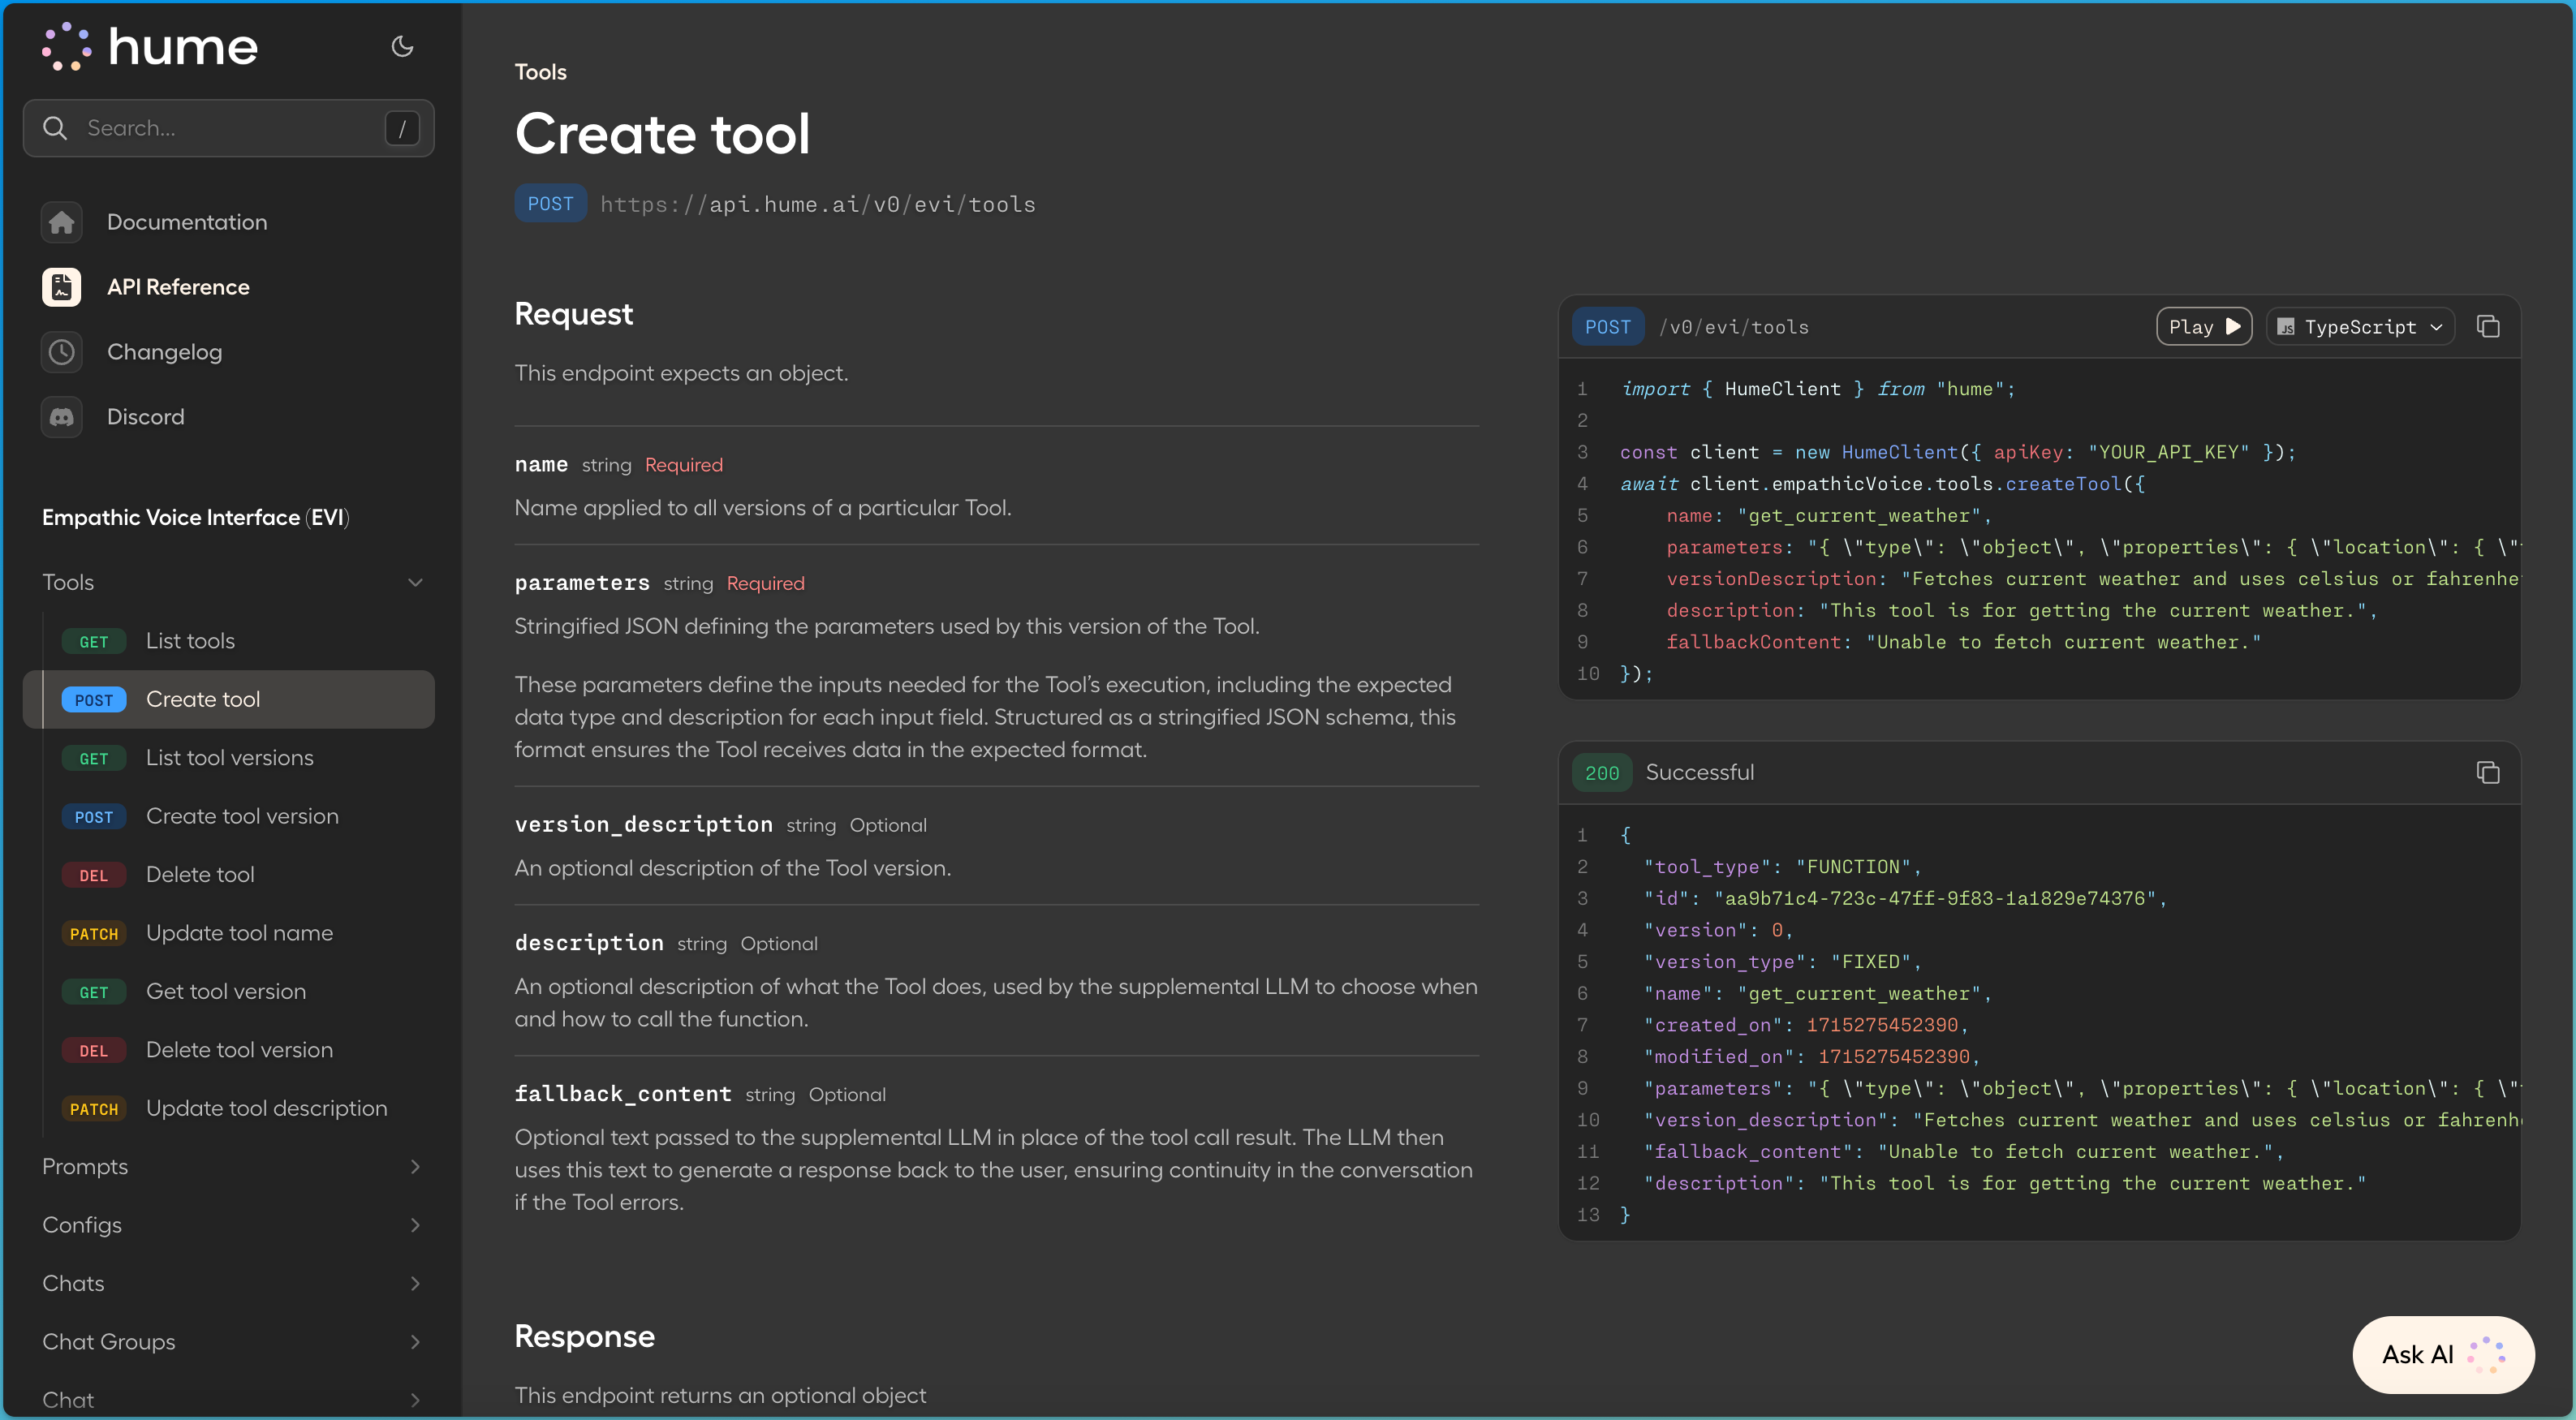 hume
Search...
/
Documentation
API Reference
Changelog
Discord
Empathic Voice Interface (EVI)
Tools
GET List tools
POST Create tool
GET List tool versions
POST Create tool version
DEL Delete tool
PATCH Update tool name
GET Get tool version
DEL Delete tool version
PATCH Update tool description
Prompts
Configs
Chats
Chat Groups
Chat
Tools
Create tool
POST https://api.hume.ai/v0/evi/tools
Request
This endpoint expects an object.
name string Required
Name applied to all versions of a particular Tool.
parameters string Required
Stringified JSON defining the parameters used by this version of the Tool.
These parameters define the inputs needed for the Tool’s execution, including the expected
data type and description for each input field. Structured as a stringified JSON schema, this
format ensures the Tool receives data in the expected format.
version_description string Optional
An optional description of the Tool version.
description string Optional
An optional description of what the Tool does, used by the supplemental LLM to choose when
and how to call the function.
fallback_content string Optional
Optional text passed to the supplemental LLM in place of the tool call result. The LLM then
uses this text to generate a response back to the user, ensuring continuity in the conversation
if the Tool errors.
Response
This endpoint returns an optional object
POST /v0/evi/tools Play JS TypeScript
1 import { HumeClient } from "hume";
2
3 const client = new HumeClient({ apiKey: "YOUR_API_KEY" });
4 await client.empathicVoice.tools.createTool({
5 name: "get_current_weather",
6 parameters: "{ \"type\": \"object\", \"properties\": { \"location\": { \"
7 versionDescription: "Fetches current weather and uses celsius or fahrenhe
8 description: "This tool is for getting the current weather.",
9 fallbackContent: "Unable to fetch current weather."
10 });
200 Successful
1 {
2 "tool_type": "FUNCTION",
3 "id": "aa9b71c4-723c-47ff-9f83-1a1829e74376",
4 "version": 0,
5 "version_type": "FIXED",
6 "name": "get_current_weather",
7 "created_on": 1715275452390,
8 "modified_on": 1715275452390,
9 "parameters": "{ \"type\": \"object\", \"properties\": { \"location\": { \"
10 "version_description": "Fetches current weather and uses celsius or fahrenh
11 "fallback_content": "Unable to fetch current weather.",
12 "description": "This tool is for getting the current weather."
13 }
Ask AI